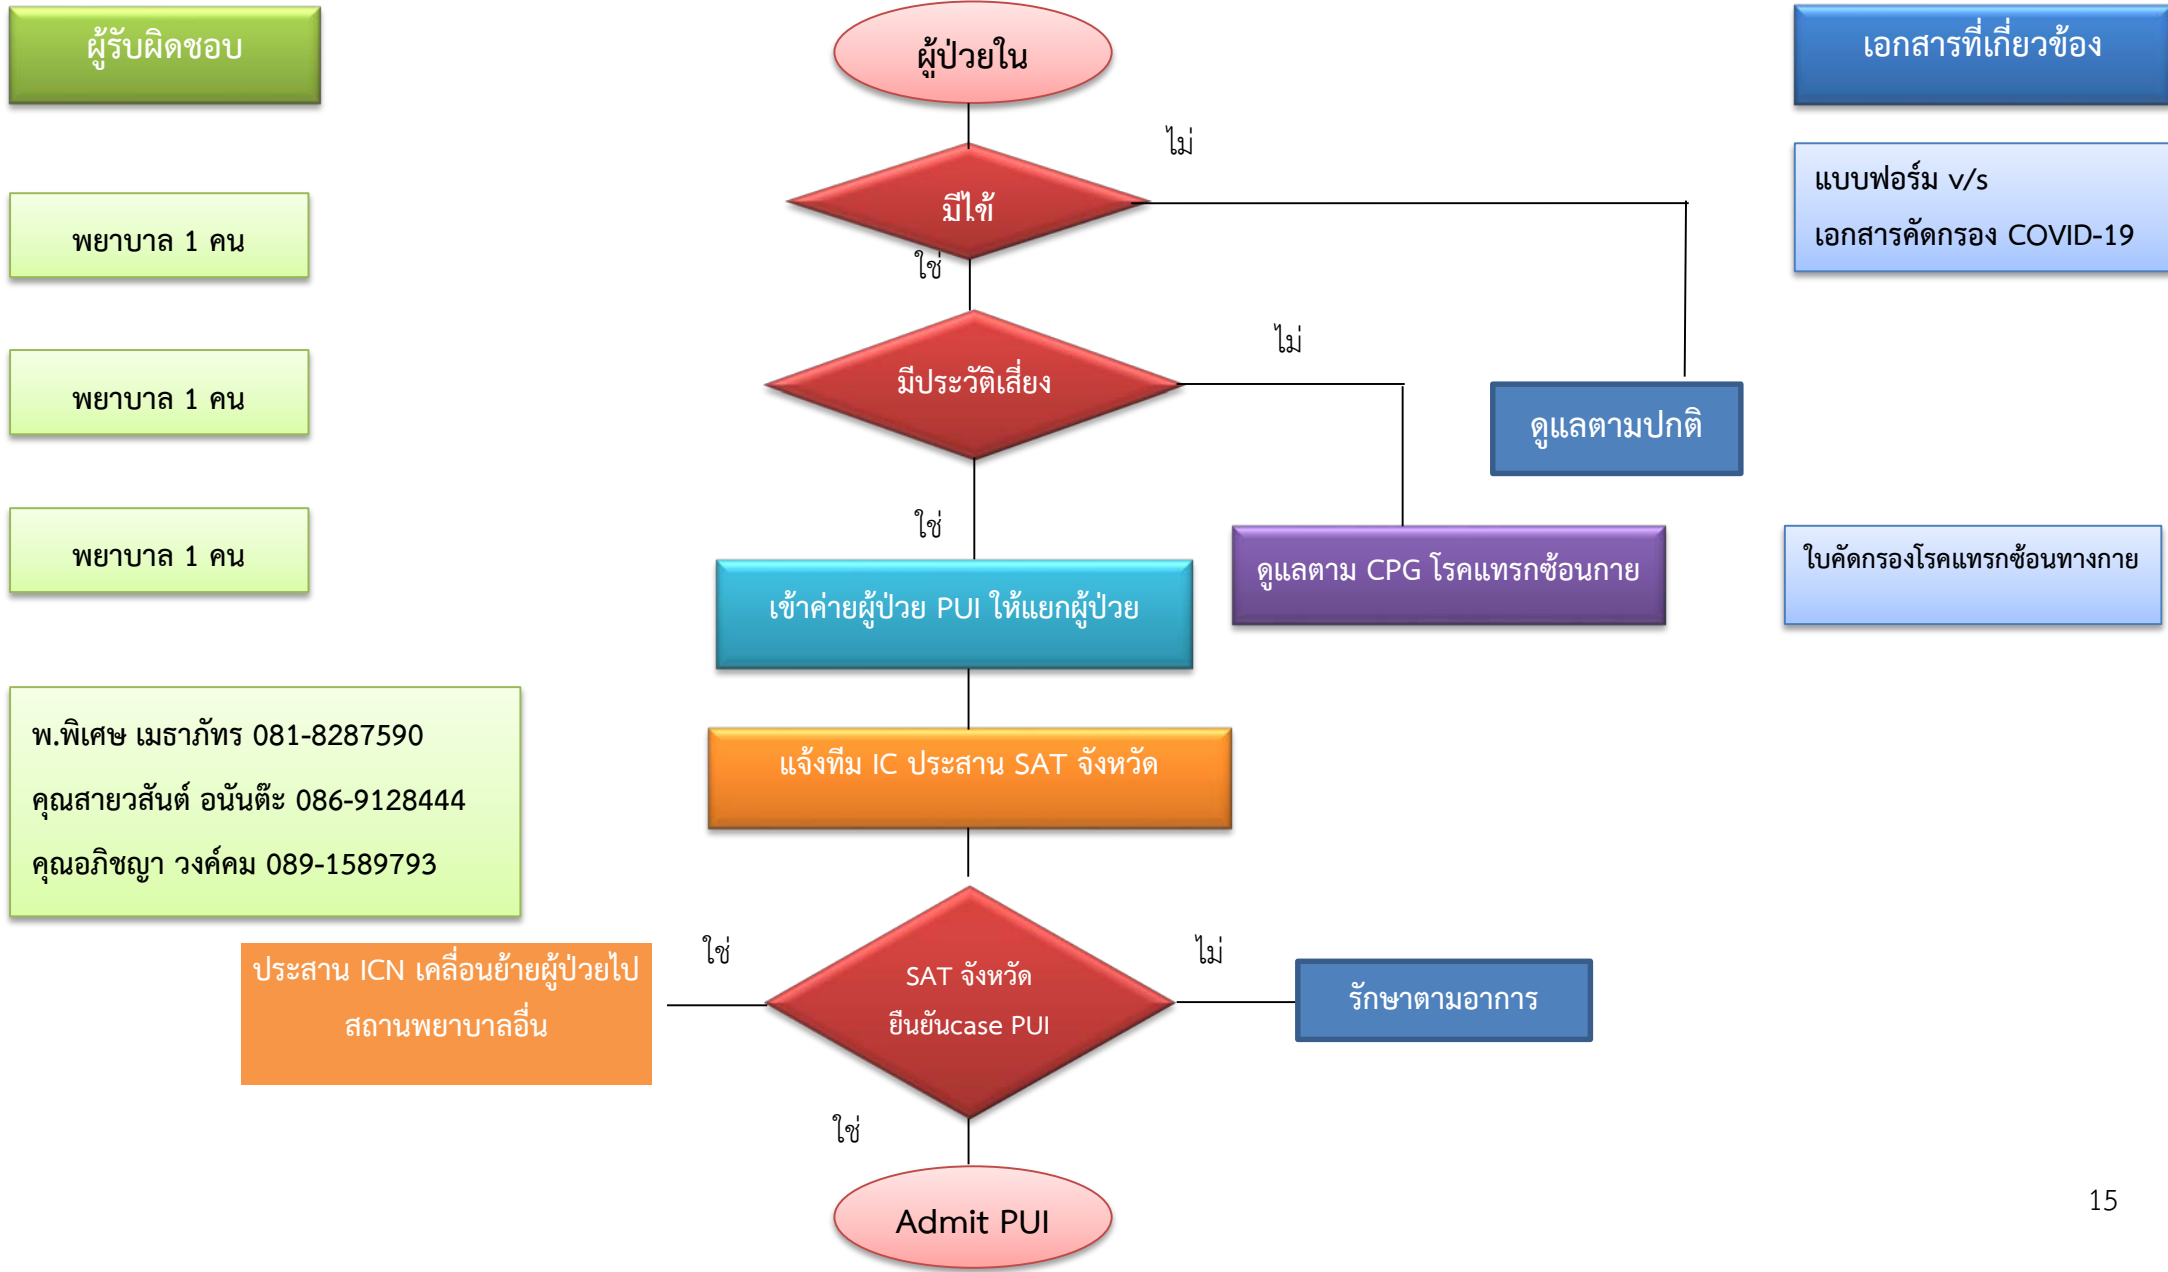 ผู้รับผิดชอบ
ผู้ป่วยใน
เอกสารที่เกี่ยวข้อง
ไม่
แบบฟอร์ม v/s
เอกสารคัดกรอง COVID-19
มีไข้
พยาบาล 1 คน
ใช่
ไม่
มีประวัติเสี่ยง
พยาบาล 1 คน
ดูแลตามปกติ
ใช่
พยาบาล 1 คน
ดูแลตาม CPG โรคแทรกซ้อนกาย
ใบคัดกรองโรคแทรกซ้อนทางกาย
เข้าค่ายผู้ป่วย PUI ให้แยกผู้ป่วย
พ.พิเศษ เมธาภัทร 081-8287590
คุณสายวสันต์ อนันต๊ะ 086-9128444
คุณอภิชญา วงค์คม 089-1589793
แจ้งทีม IC ประสาน SAT จังหวัด
ใช่
ไม่
ประสาน ICN เคลื่อนย้ายผู้ป่วยไป
สถานพยาบาลอื่น
SAT จังหวัด
ยืนยันcase PUI
รักษาตามอาการ
ใช่
Admit PUI
15